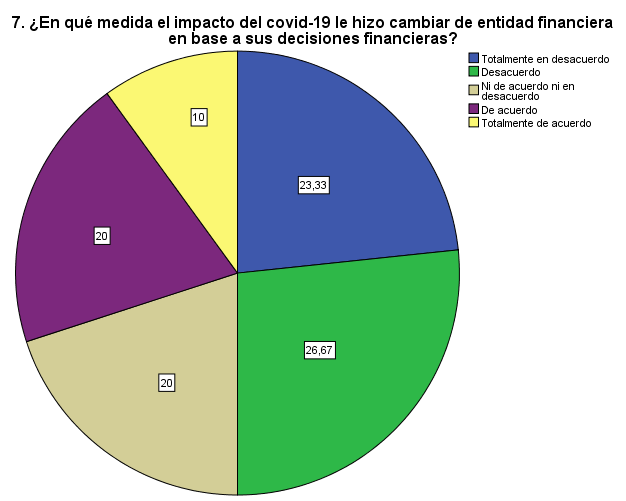 7. ¿En qué medida el impacto del covid-19 le hizo cambiar de entidad financiera
en base a sus decisiones financieras?
Totalmente en desacuerdo
Desacuerdo
Ni de acuerdo ni en
desacuerdo
De acuerdo
Totalmente de acuerdo
10
23,33
20
26,67
20